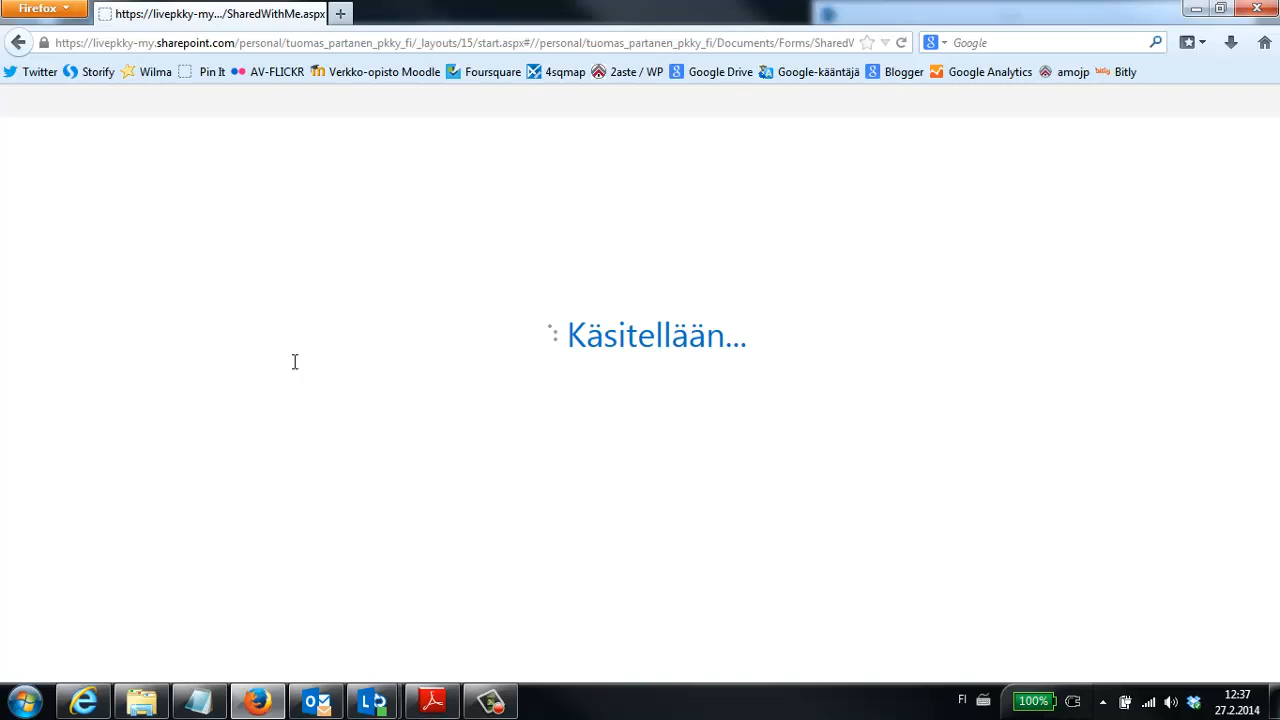 Firefox
https://livepkky-my.../SharedWithMe.aspx
https://livepkky-my.sharepoint.com/personal/tuomas_partanen_pkky_fi/_layouts/15/start.aspx#//personal/tuomas_partanen_pkky_fi/Documents/Forms/SharedV
Google
Twitter Storify Wilma Pin It AV-FLICKR Verkko-opisto Moodle Foursquare 4sqmap 2aste / WP Google Drive Google-kääntäjä Blogger Google Analytics amojp bitly Bitly
Käsitellään...
FI 100% 12:37
27.2.2014